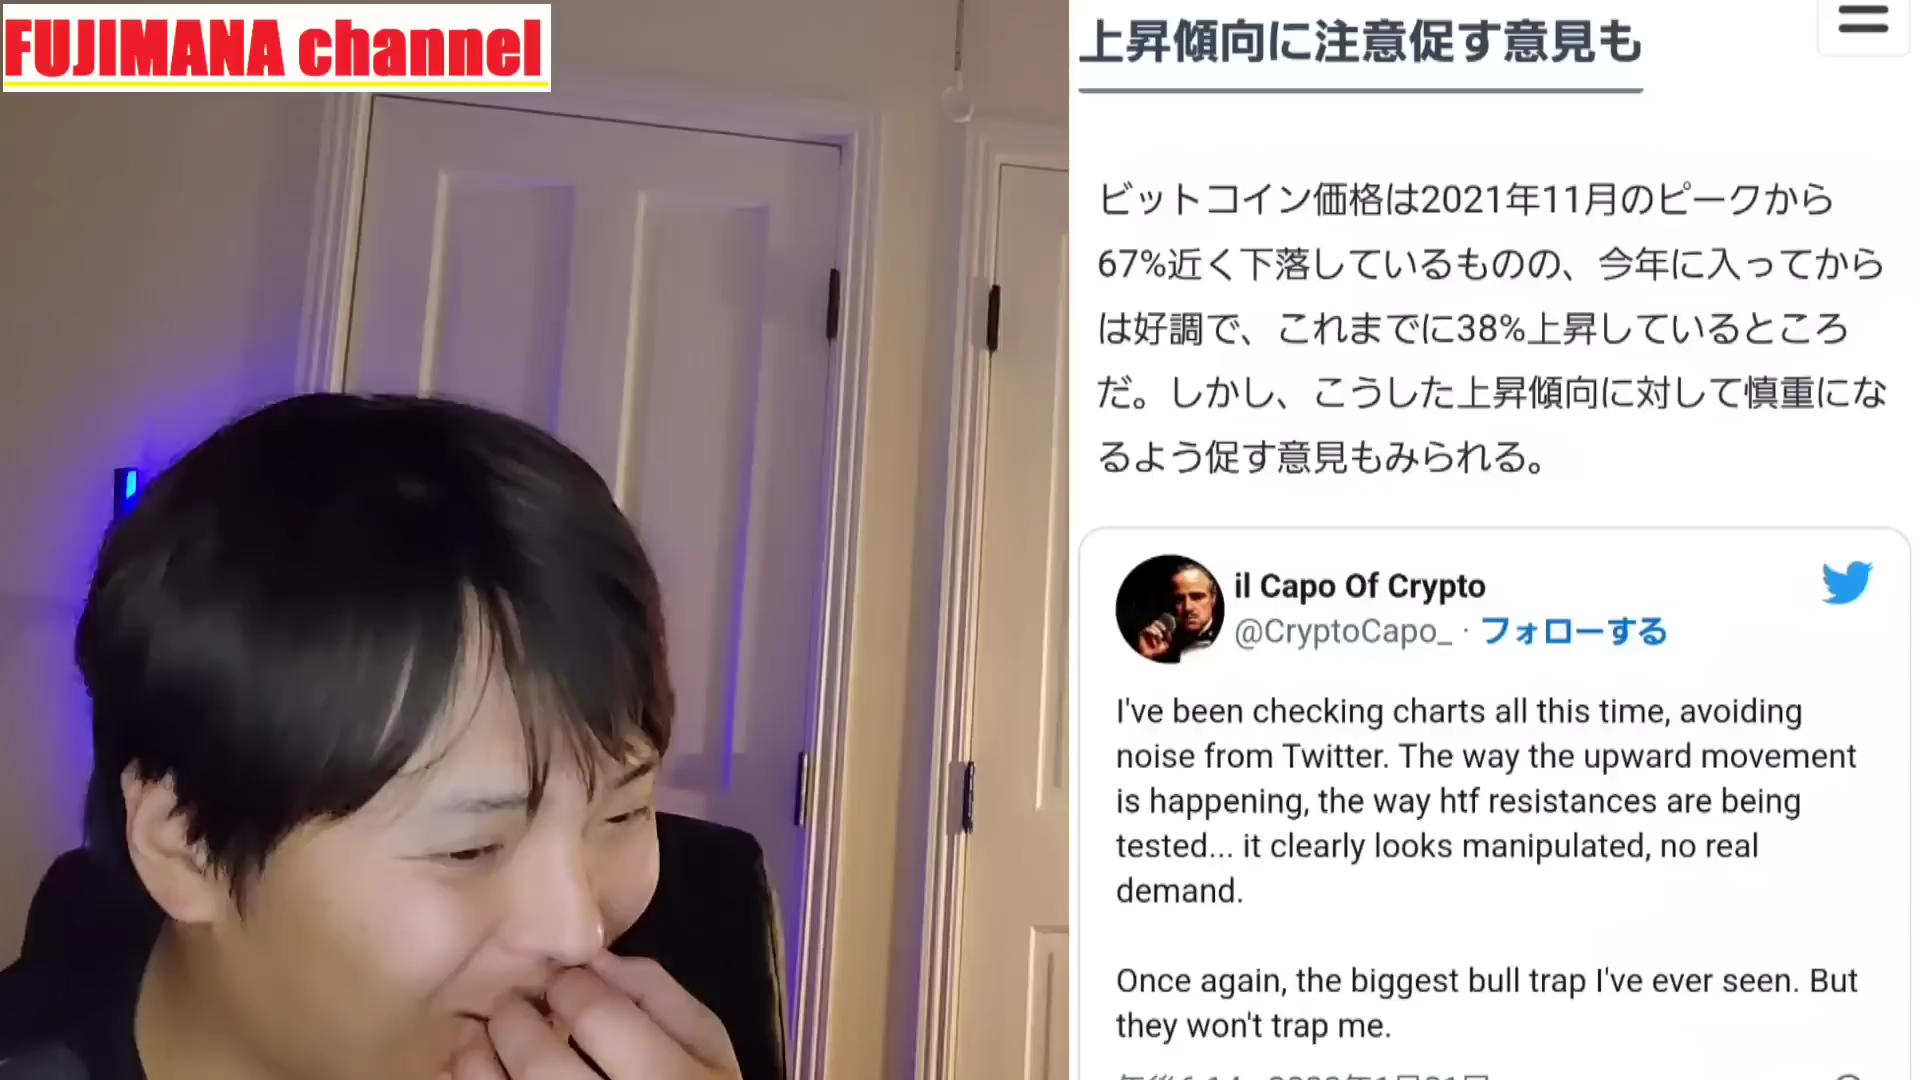 FUJIMANA channel
上昇傾向に注意促す意見も
ビットコイン価格は2021年11月のピークから
67%近く下落しているものの、今年に入ってから
は好調で、これまでに38%上昇しているところ
だ。しかし、こうした上昇傾向に対して慎重にな
るよう促す意見もみられる。
il Capo Of Crypto
@CryptoCapo_ · フォローする
I've been checking charts all this time, avoiding
noise from Twitter. The way the upward movement
is happening, the way htf resistances are being
tested... it clearly looks manipulated, no real
demand.
Once again, the biggest bull trap I've ever seen. But
they won't trap me.